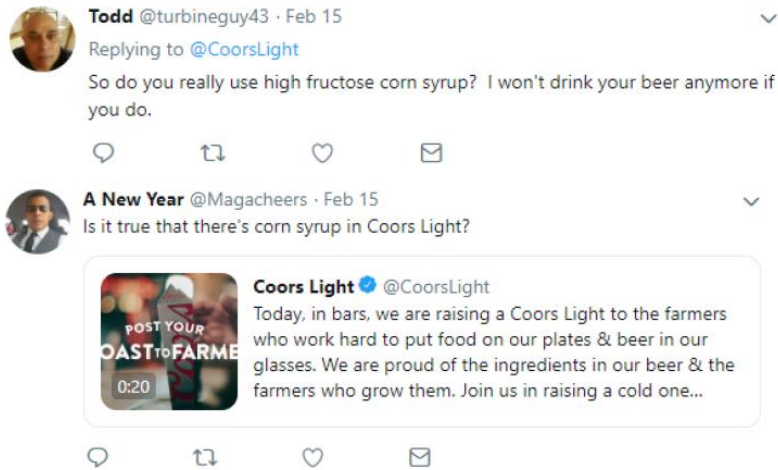 Todd @turbineguy43 · Feb 15
Replying to @CoorsLight
So do you really use high fructose corn syrup?  I won't drink your beer anymore if
you do.
A New Year @Magacheers · Feb 15
Is it true that there's corn syrup in Coors Light?
Coors Light @CoorsLight
Today, in bars, we are raising a Coors Light to the farmers
who work hard to put food on our plates & beer in our
glasses. We are proud of the ingredients in our beer & the
farmers who grow them. Join us in raising a cold one...
POST YOUR
OAST TO FARME
Coors
0:20